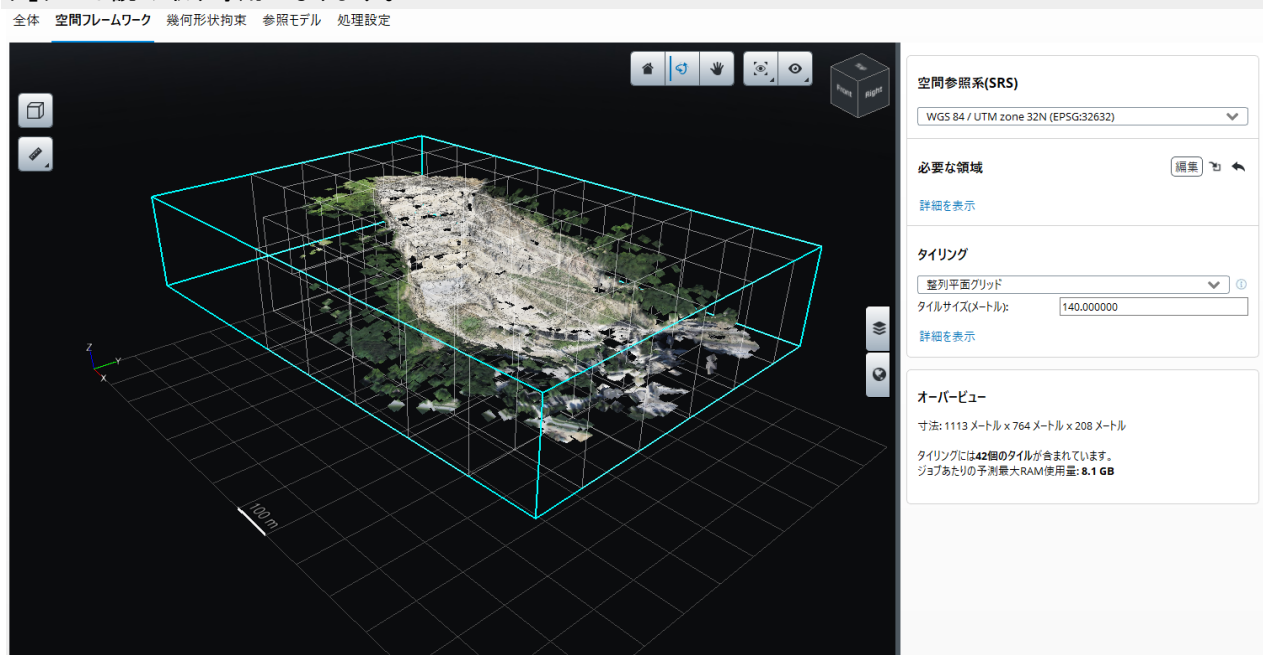 全体 空間フレームワーク 幾何形状拘束 参照モデル 処理設定
Top
Front Right
Z
Y
X
100 m
空間参照系(SRS)
WGS 84 / UTM zone 32N (EPSG:32632)
必要な領域 編集
詳細を表示
タイリング
整列平面グリッド
タイルサイズ(メートル): 140.000000
詳細を表示
オーバービュー
寸法: 1113 メートル x 764 メートル x 208 メートル
タイリングには42個のタイルが含まれています。
ジョブあたりの予測最大RAM使用量: 8.1 GB